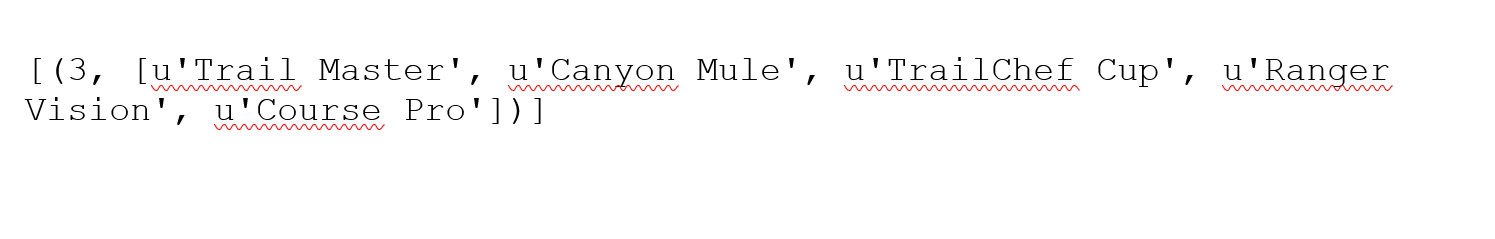 [(3, [u'Trail Master', u'Canyon Mule', u'TrailChef Cup', u'Ranger
Vision', u'Course Pro'])]